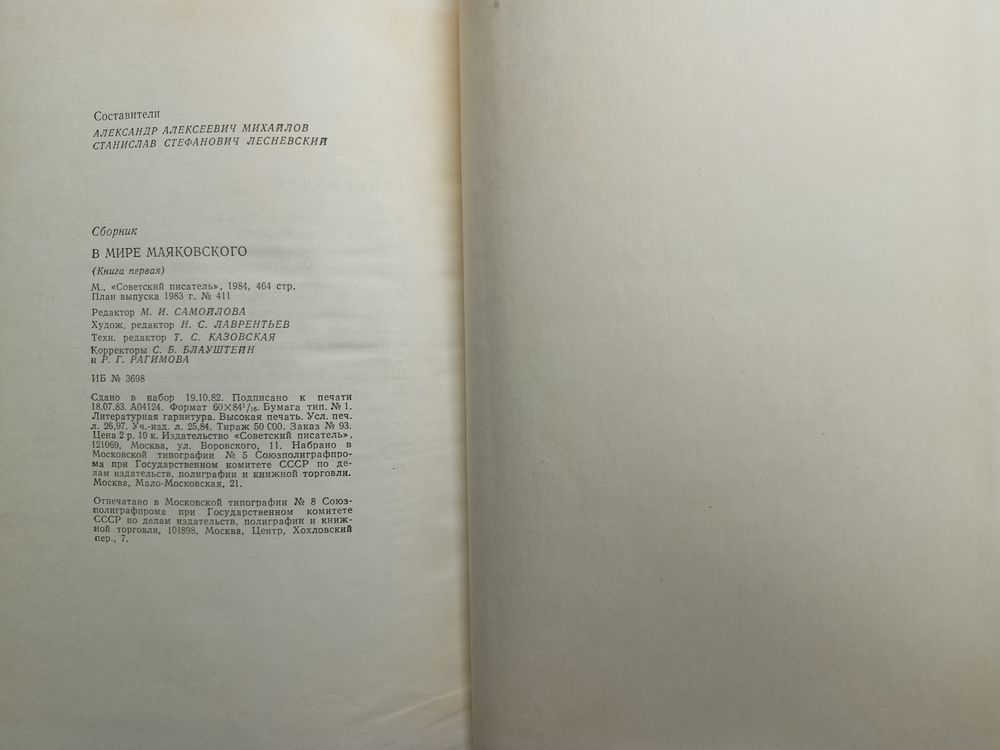 Составители
АЛЕКСАНДР АЛЕКСЕЕВИЧ МИХАЙЛОВ
СТАНИСЛАВ СТЕФАНОВИЧ ЛЕСНЕВСКИЙ
Сборник
В МИРЕ МАЯКОВСКОГО
(Книга первая)
М., «Советский писатель», 1984, 464 стр.
План выпуска 1983 г. № 411
Редактор М. И. САМОЙЛОВА
Худож. редактор Н. С. ЛАВРЕНТЬЕВ
Техн. редактор Т. С. КАЗОВСКАЯ
Корректоры С. Б. БЛАУШТЕЙН
и Р. Г. РАГИМОВА
ИБ № 3698
Сдано в набор 19.10.82. Подписано к печати
18.07.83. А04124. Формат 60×84¹/₁₆. Бумага тип. № 1.
Литературная гарнитура. Высокая печать. Усл. печ.
л. 26,97. Уч.-изд. л. 25,84. Тираж 50 000. Заказ № 93.
Цена 2 р. 10 к. Издательство «Советский писатель»,
121069, Москва, ул. Воровского, 11. Набрано в
Московской типографии № 5 Союзполиграфпро-
ма при Государственном комитете СССР по де-
лам издательств, полиграфии и книжной торговли.
Москва, Мало-Московская, 21.
Отпечатано в Московской типографии № 8 Союз-
полиграфпрома при Государственном комитете
СССР по делам издательств, полиграфии и книж-
ной торговли, 101898, Москва, Центр, Хохловский
пер., 7.